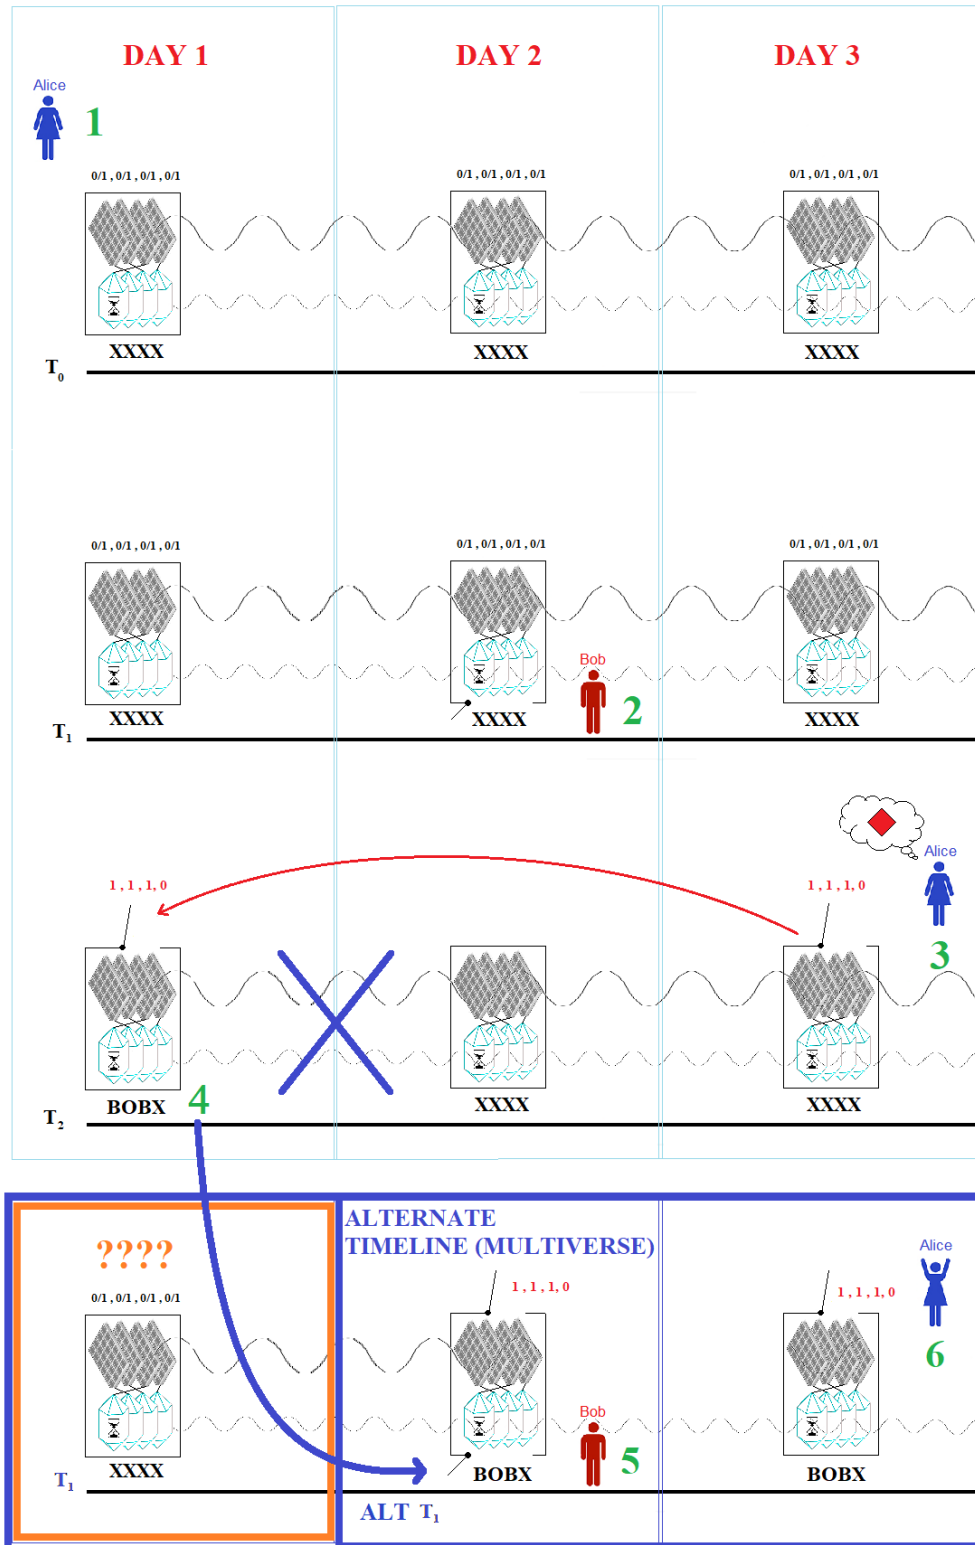 DAY 1
DAY 2
DAY 3
Alice
1
0/1 , 0/1 , 0/1 , 0/1
0/1 , 0/1 , 0/1 , 0/1
0/1 , 0/1 , 0/1 , 0/1
XXXX
XXXX
XXXX
T0
0/1 , 0/1 , 0/1 , 0/1
0/1 , 0/1 , 0/1 , 0/1
0/1 , 0/1 , 0/1 , 0/1
Bob
2
XXXX
XXXX
XXXX
T1
Alice
1 , 1 , 1, 0
1 , 1 , 1, 0
3
BOBX
4
XXXX
XXXX
T2
????
ALTERNATE
TIMELINE (MULTIVERSE)
Alice
0/1 , 0/1 , 0/1 , 0/1
1 , 1 , 1, 0
1 , 1 , 1, 0
6
Bob
5
XXXX
BOBX
BOBX
T1
ALT T1